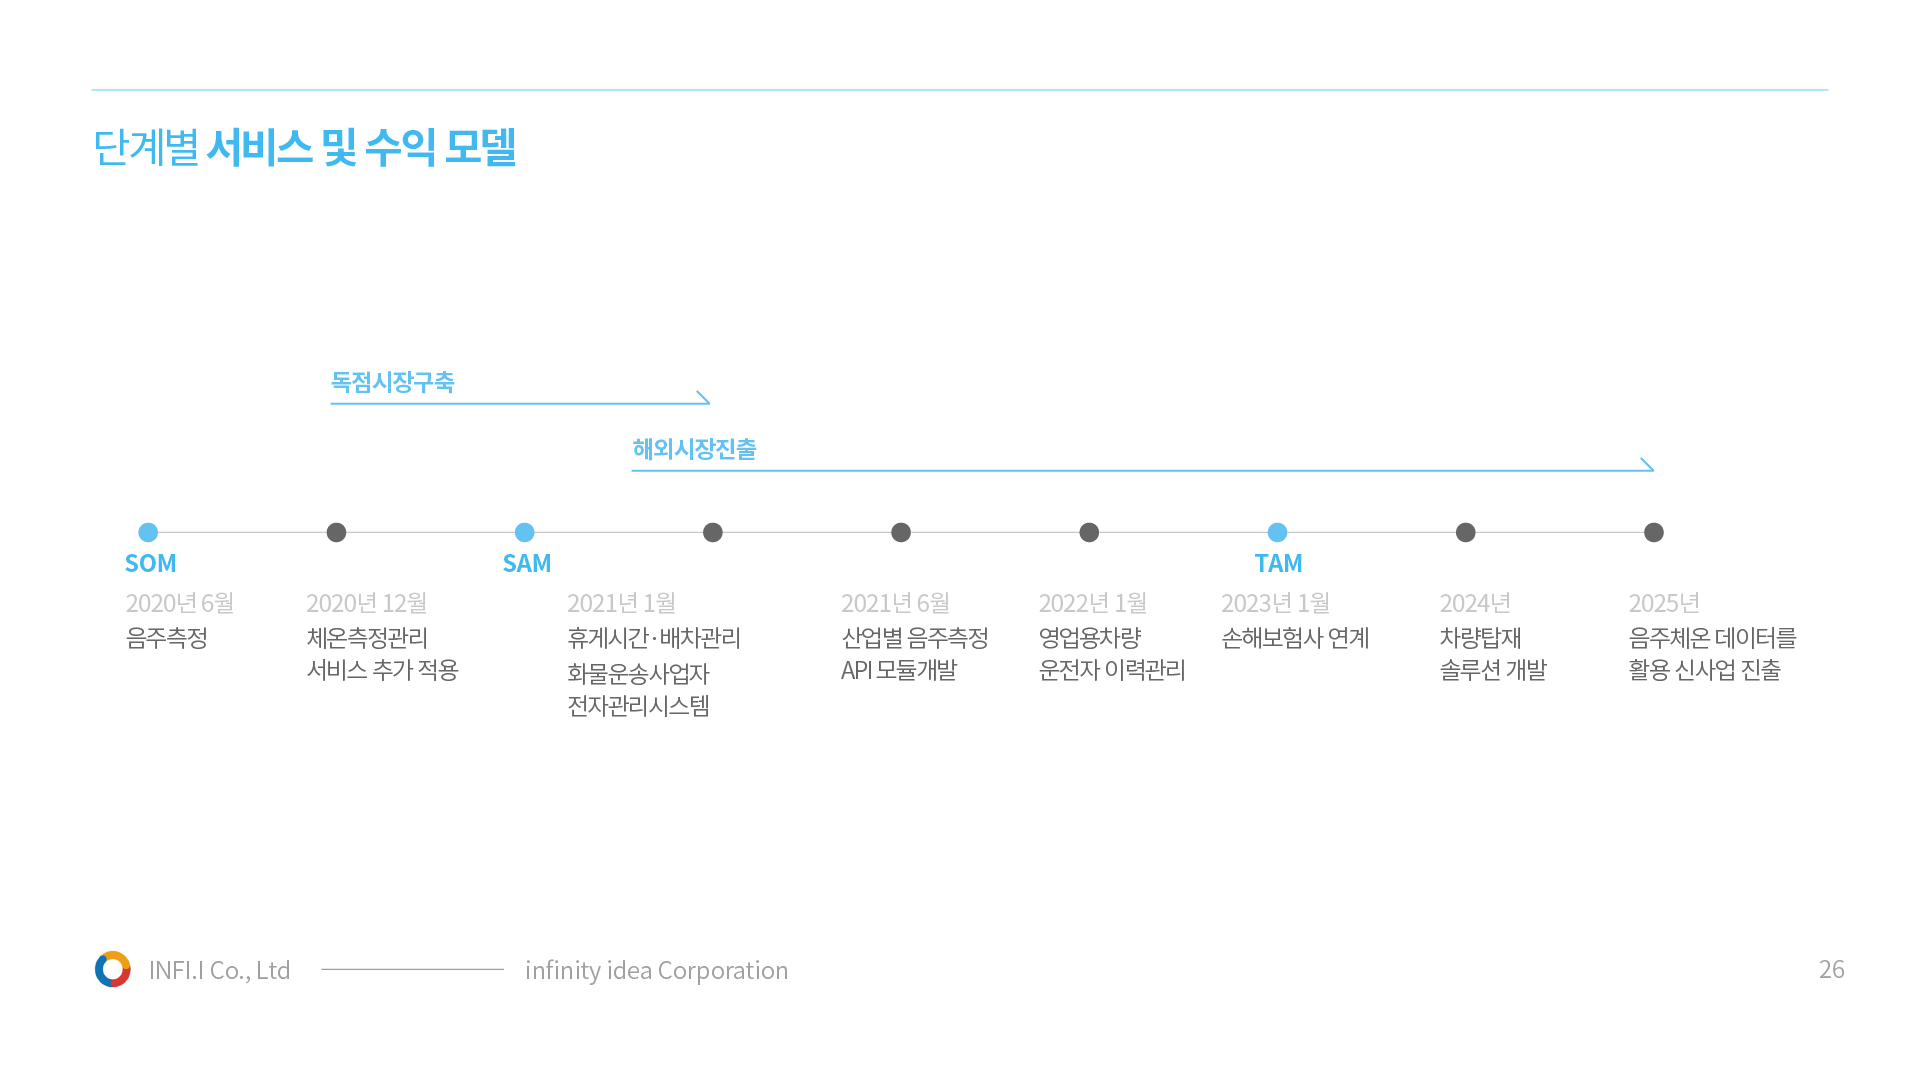 단계별 서비스 및 수익 모델
독점시장구축
해외시장진출
SOM
SAM
TAM
2020년 6월
음주측정
2020년 12월
체온측정관리
서비스 추가 적용
2021년 1월
휴게시간·배차관리
화물운송사업자
전자관리시스템
2021년 6월
산업별 음주측정
API 모듈개발
2022년 1월
영업용차량
운전자 이력관리
2023년 1월
손해보험사 연계
2024년
차량탑재
솔루션 개발
2025년
음주체온 데이터를
활용 신사업 진출
INFI.I Co., Ltd
infinity idea Corporation
26